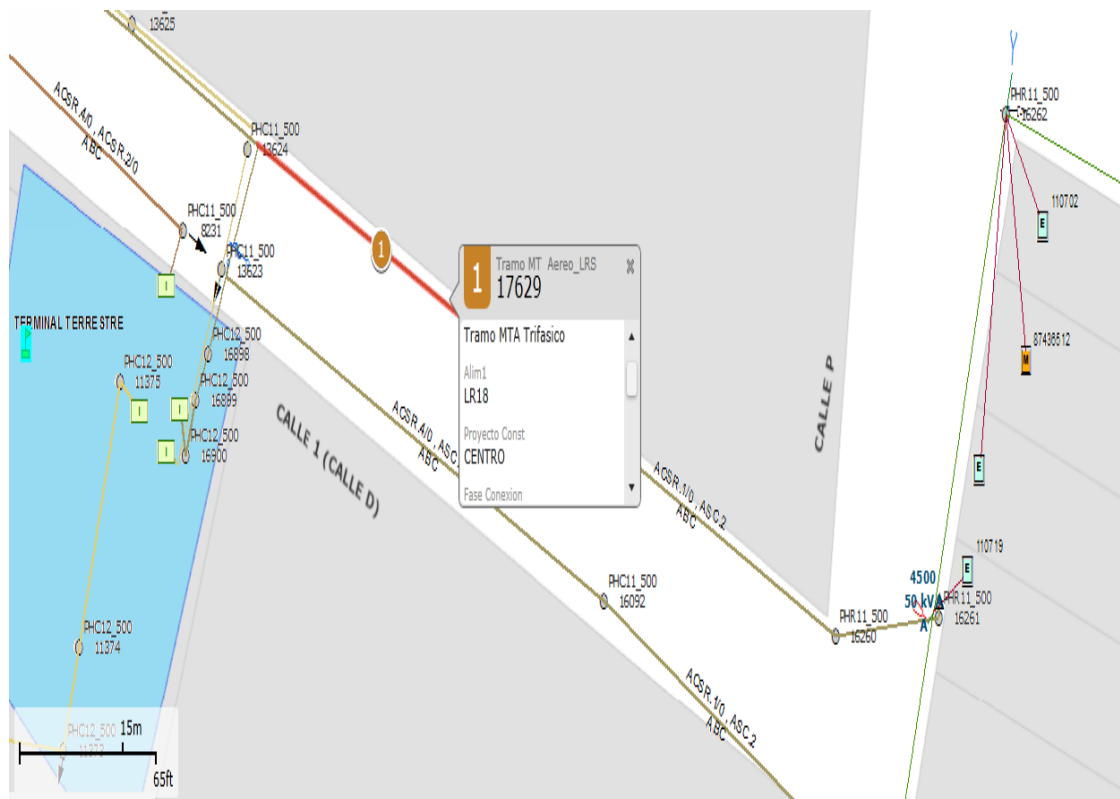 13625
PHC11_500
13624
ACSR.4/0 , ACSR.2/0
ABC
PHC11_500
8231
PHC11_500
13623
PHR11_500
16262
110702
87436612
TERMINAL TERRESTRE
PHC12_500
16898
PHC12_500
11375
PHC12_500
16899
PHC12_500
16900
1
1
Tramo MT Aereo_LRS
17629
Tramo MTA Trifasico
Alim1
LR18
Proyecto Const
CENTRO
Fase Conexion
CALLE 1 (CALLE D)
CALLE P
ACSR.4/0 , ASC.
ABC
ACSR.1/0 , ASC.2
ABC
E
M
E
110719
E
4500
50 kVA
A
PHR11_500
16261
PHC11_500
16092
PHR11_500
16260
PHC12_500
11374
ACSR.1/0 , ASC.2
ABC
PHC12_500
11373
I
I
I
I
Y
15m
65ft